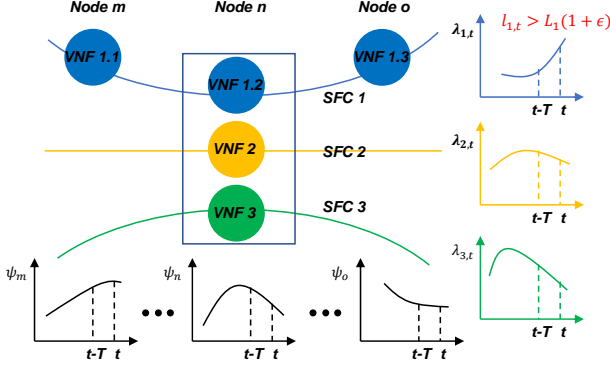 Node m Node n Node o
λ1,t l1,t > L1(1 + ϵ)
VNF 1.1 VNF 1.2 VNF 1.3
SFC 1
t-T t
VNF 2 SFC 2
λ2,t
t-T t
VNF 3 SFC 3
λ3,t
t-T t
ψm ψn ψo
t-T t t-T t t-T t